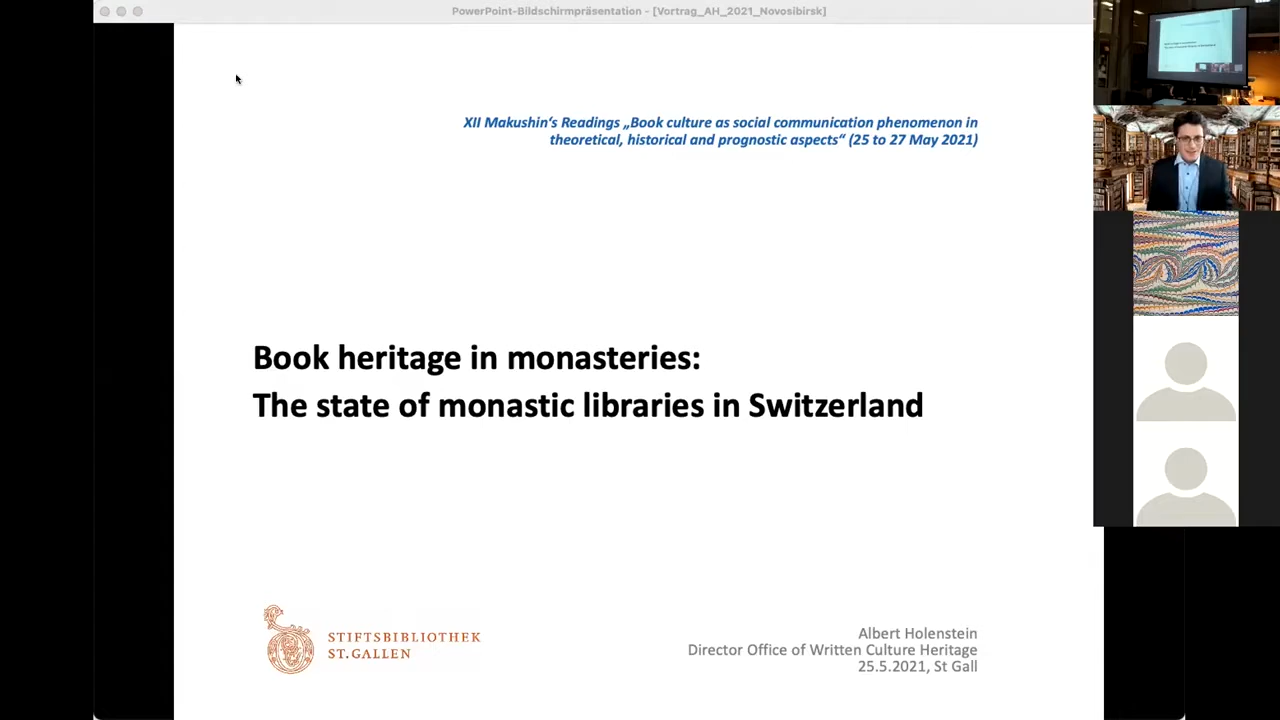 PowerPoint-Bildschirmpräsentation - [Vortrag_AH_2021_Novosibirsk]
XII Makushin‘s Readings „Book culture as social communication phenomenon in
theoretical, historical and prognostic aspects“ (25 to 27 May 2021)
Book heritage in monasteries:
The state of monastic libraries in Switzerland
STIFTSBIBLIOTHEK
ST.GALLEN
Albert Holenstein
Director Office of Written Culture Heritage
25.5.2021, St Gall